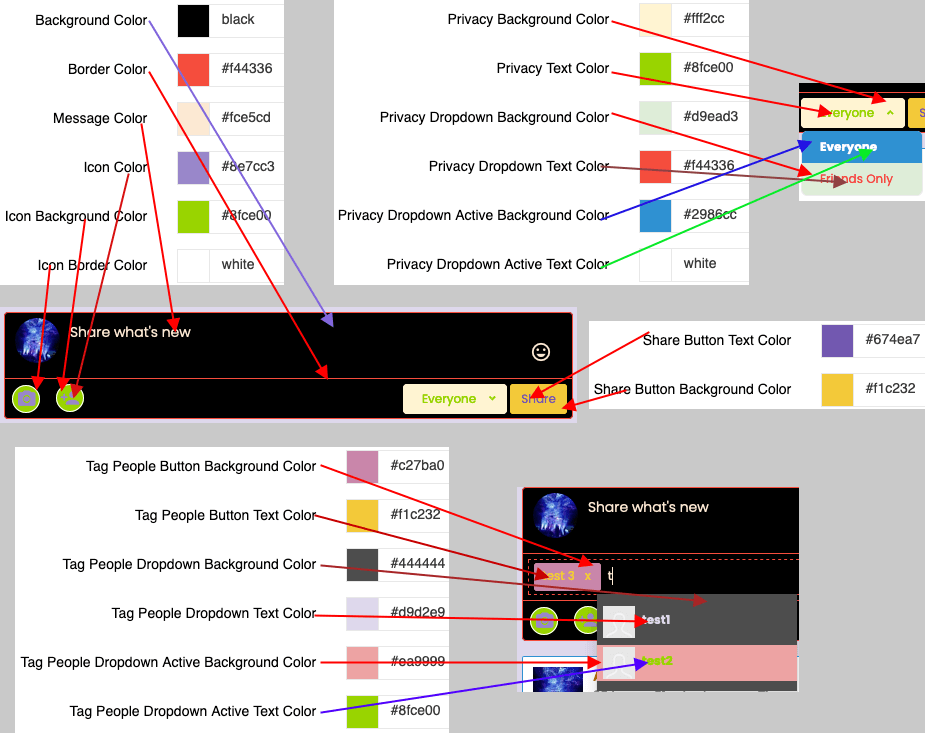 Background Color black
Border Color #f44336
Message Color #fce5cd
Icon Color #8e7cc3
Icon Background Color #8fce00
Icon Border Color white
Privacy Background Color #fff2cc
Privacy Text Color #8fce00
Privacy Dropdown Background Color #d9ead3
Privacy Dropdown Text Color #f44336
Privacy Dropdown Active Background Color #2986cc
Privacy Dropdown Active Text Color white
Everyone S
Everyone
Friends Only
Share what's new
Everyone Share
Share Button Text Color #674ea7
Share Button Background Color #f1c232
Tag People Button Background Color #c27ba0
Tag People Button Text Color #f1c232
Tag People Dropdown Background Color #444444
Tag People Dropdown Text Color #d9d2e9
Tag People Dropdown Active Background Color #ea9999
Tag People Dropdown Active Text Color #8fce00
Share what's new
test 3 x t
test1
test2